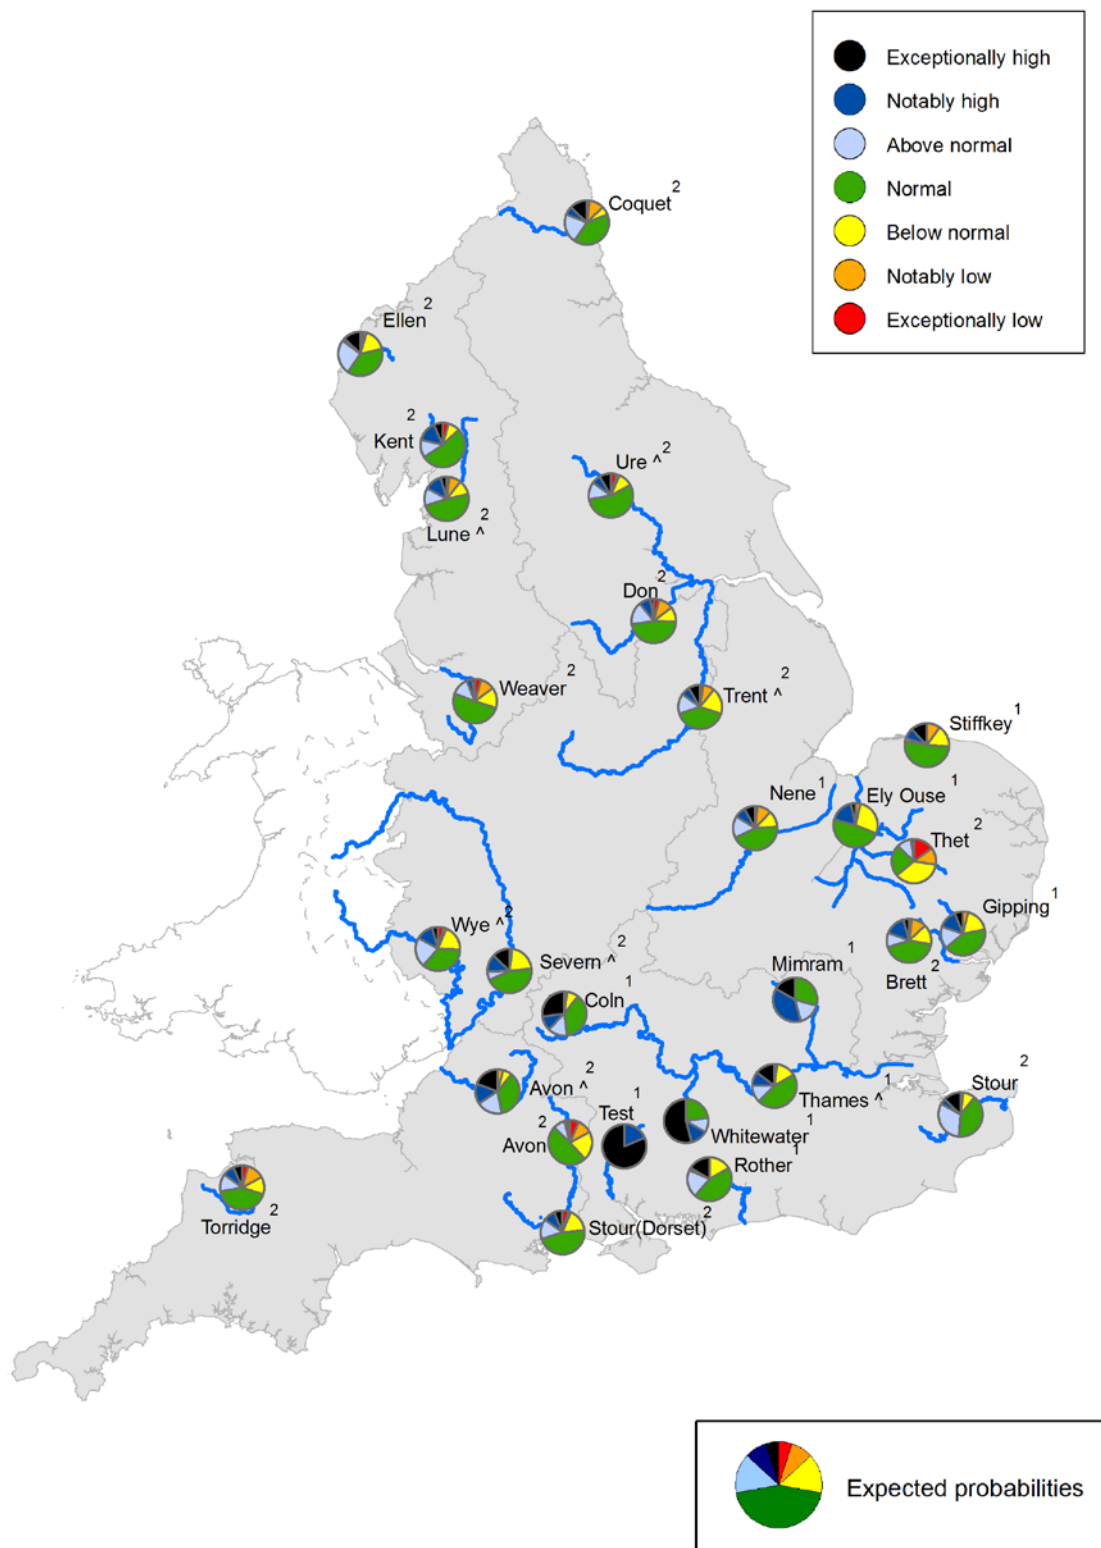 Exceptionally high
Notably high
Above normal
Normal
Below normal
Notably low
Exceptionally low
Coquet 2
Ellen 2
Kent 2
Lune ^ 2
Ure ^ 2
Don 2
Weaver 2
Trent ^ 2
Stiffkey 1
Nene 1
Ely Ouse 1
Thet 2
Gipping 1
Brett 2
Wye ^ 2
Severn ^ 2
Mimram 1
Coln 1
Avon ^ 2
Thames ^ 1
Stour 2
Test 1
Whitewater 1
Avon 2
Rother 1
Torridge 2
Stour(Dorset) 2
Expected probabilities